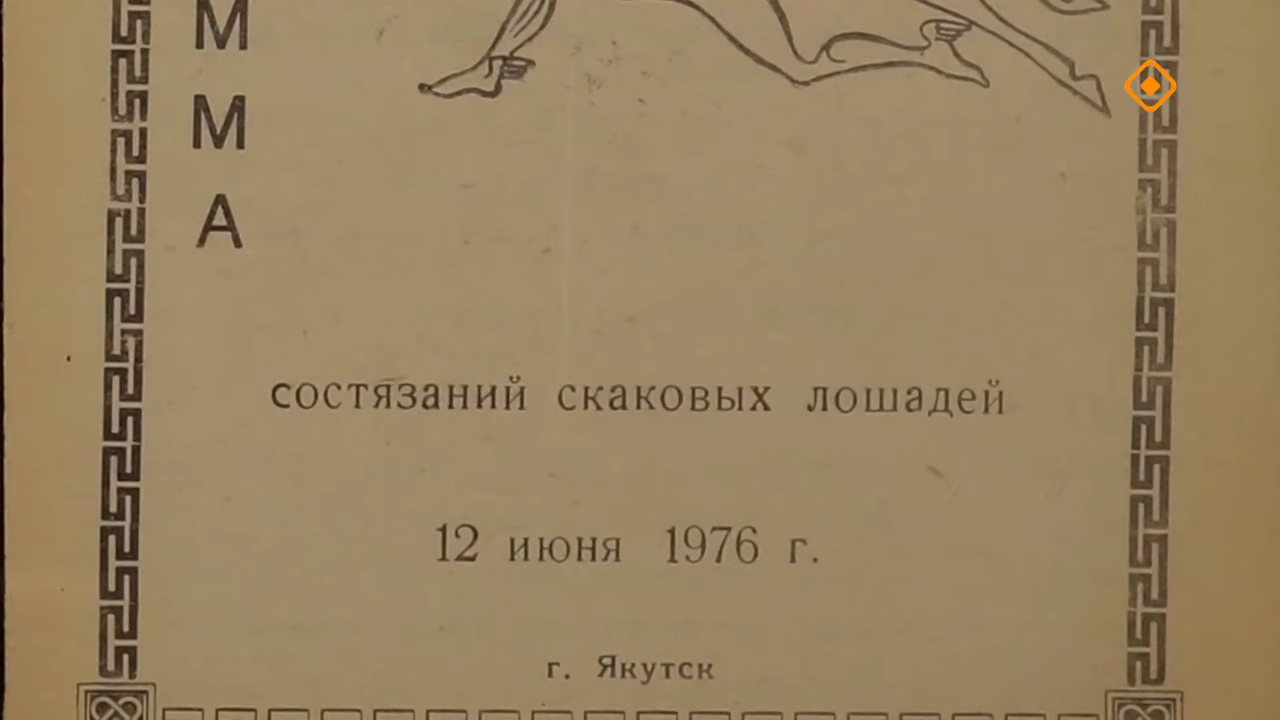 М
М
А
состязаний скаковых лошадей
12 июня 1976 г.
г. Якутск